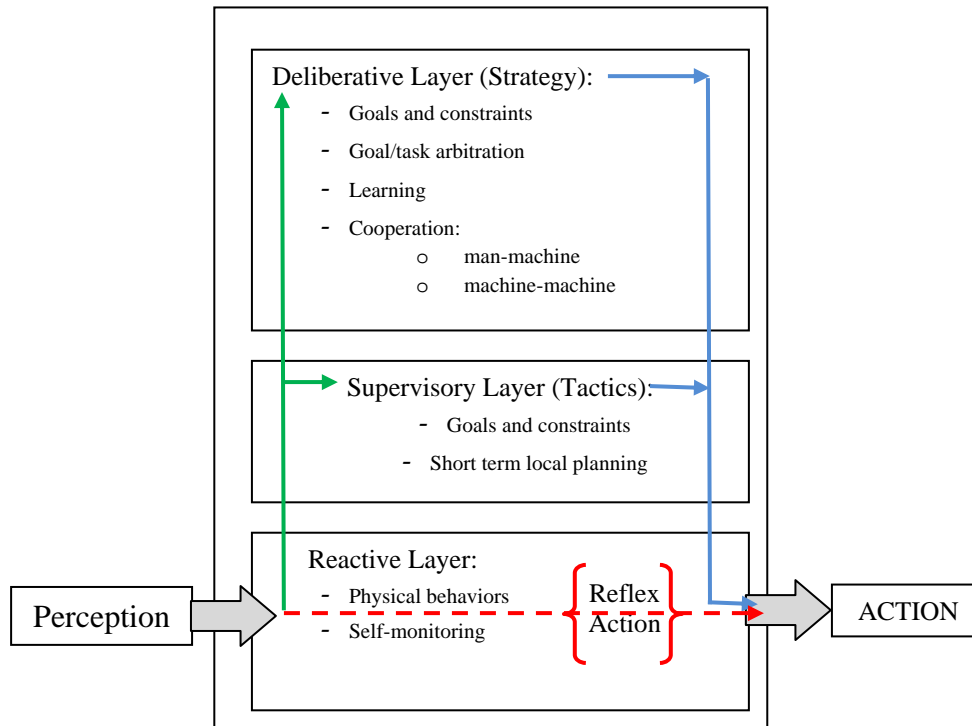 Deliberative Layer (Strategy):
- Goals and constraints
- Goal/task arbitration
- Learning
- Cooperation:
o man-machine
o machine-machine
Supervisory Layer (Tactics):
- Goals and constraints
- Short term local planning
Reactive Layer:
- Physical behaviors
- Self-monitoring
Reflex
Action
Perception
ACTION